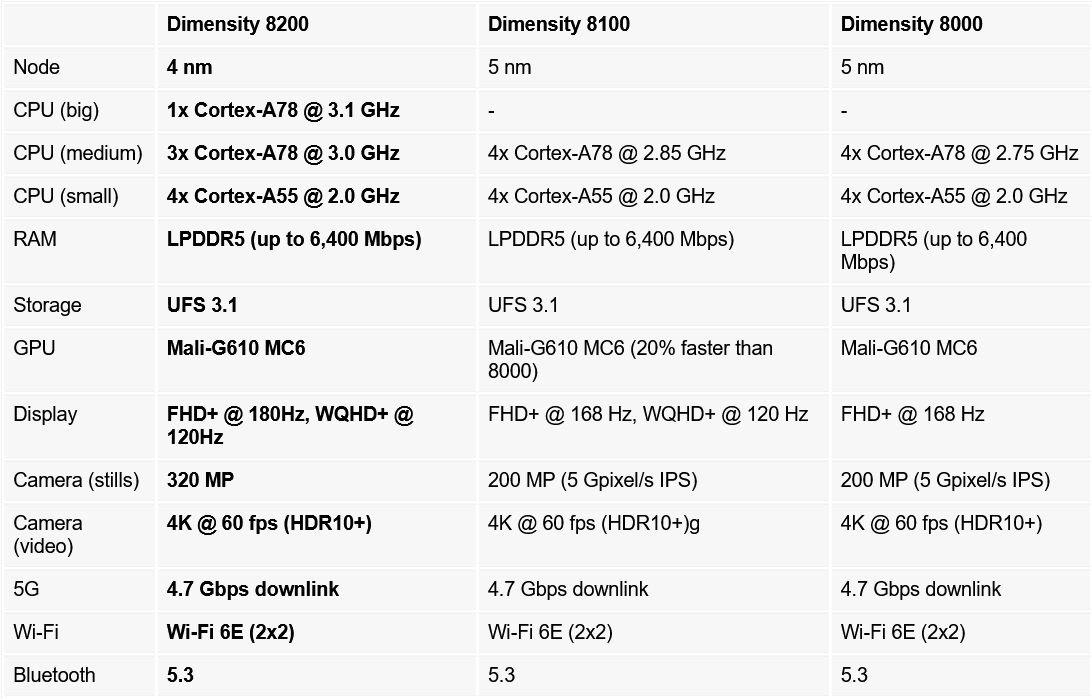 Dimensity 8200 Dimensity 8100 Dimensity 8000
Node 4 nm 5 nm 5 nm
CPU (big) 1x Cortex-A78 @ 3.1 GHz - -
CPU (medium) 3x Cortex-A78 @ 3.0 GHz 4x Cortex-A78 @ 2.85 GHz 4x Cortex-A78 @ 2.75 GHz
CPU (small) 4x Cortex-A55 @ 2.0 GHz 4x Cortex-A55 @ 2.0 GHz 4x Cortex-A55 @ 2.0 GHz
RAM LPDDR5 (up to 6,400 Mbps) LPDDR5 (up to 6,400 Mbps) LPDDR5 (up to 6,400
Mbps)
Storage UFS 3.1 UFS 3.1 UFS 3.1
GPU Mali-G610 MC6 Mali-G610 MC6 (20% faster than Mali-G610 MC6
8000)
Display FHD+ @ 180Hz, WQHD+ @ FHD+ @ 168 Hz, WQHD+ @ 120 Hz FHD+ @ 168 Hz
120Hz
Camera (stills) 320 MP 200 MP (5 Gpixel/s IPS) 200 MP (5 Gpixel/s IPS)
Camera 4K @ 60 fps (HDR10+) 4K @ 60 fps (HDR10+)g 4K @ 60 fps (HDR10+)
(video)
5G 4.7 Gbps downlink 4.7 Gbps downlink 4.7 Gbps downlink
Wi-Fi Wi-Fi 6E (2x2) Wi-Fi 6E (2x2) Wi-Fi 6E (2x2)
Bluetooth 5.3 5.3 5.3